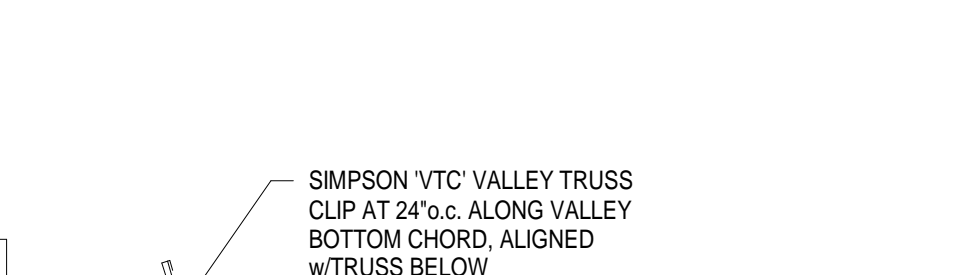 SIMPSON 'VTC' VALLEY TRUSS
CLIP AT 24"o.c. ALONG VALLEY
BOTTOM CHORD, ALIGNED
w/TRUSS BELOW